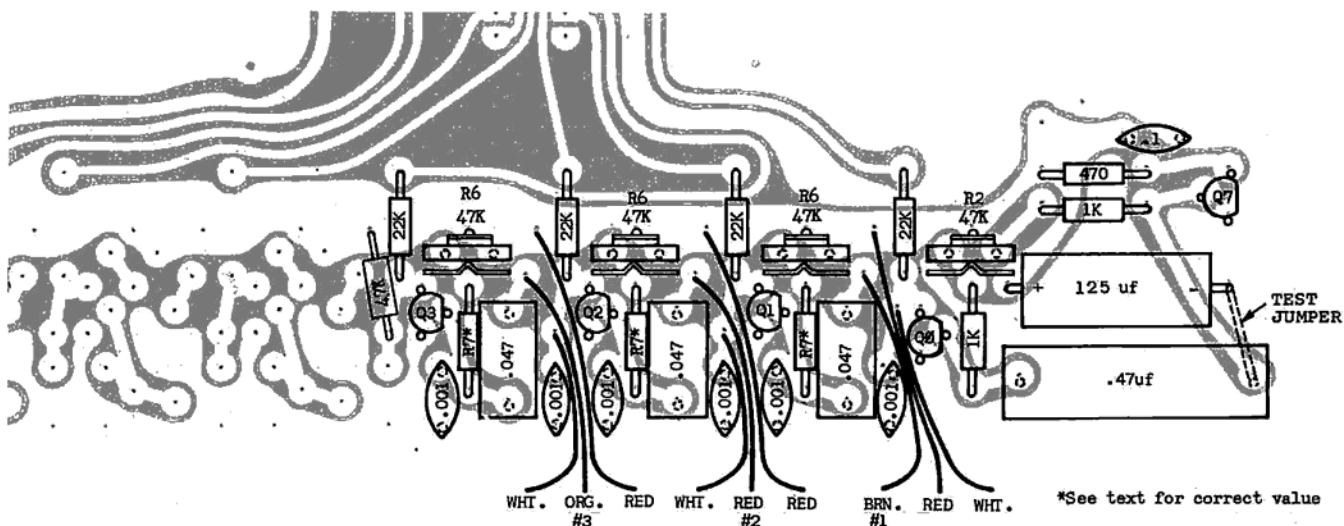 .1
470
R6 R6 R6 R2
47K 47K 47K 47K
1K
Q7
22K 22K 22K 22K
47K
125 uf
+ -
TEST
JUMPER
Q3 Q2 Q1 Q0
R7* R7* R7* 1K
.047 .047 .047
.47uf
.001 .001 .001 .001 .001 .001
WHT. ORG. RED WHT. RED RED BRN. RED WHT.
#3 #2 #1
*See text for correct value